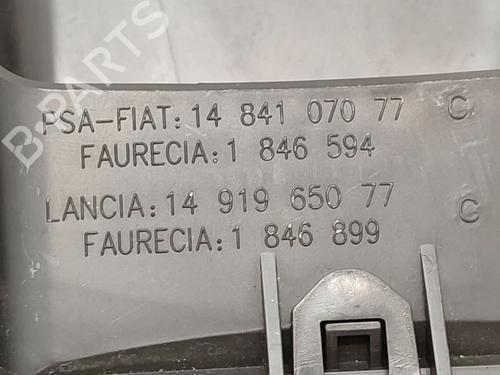 B-PARTS
PSA-FIAT: 14 841 070 77 C
FAURECIA: 1 846 594
LANCIA: 14 919 650 77 C
FAURECIA: 1 846 899